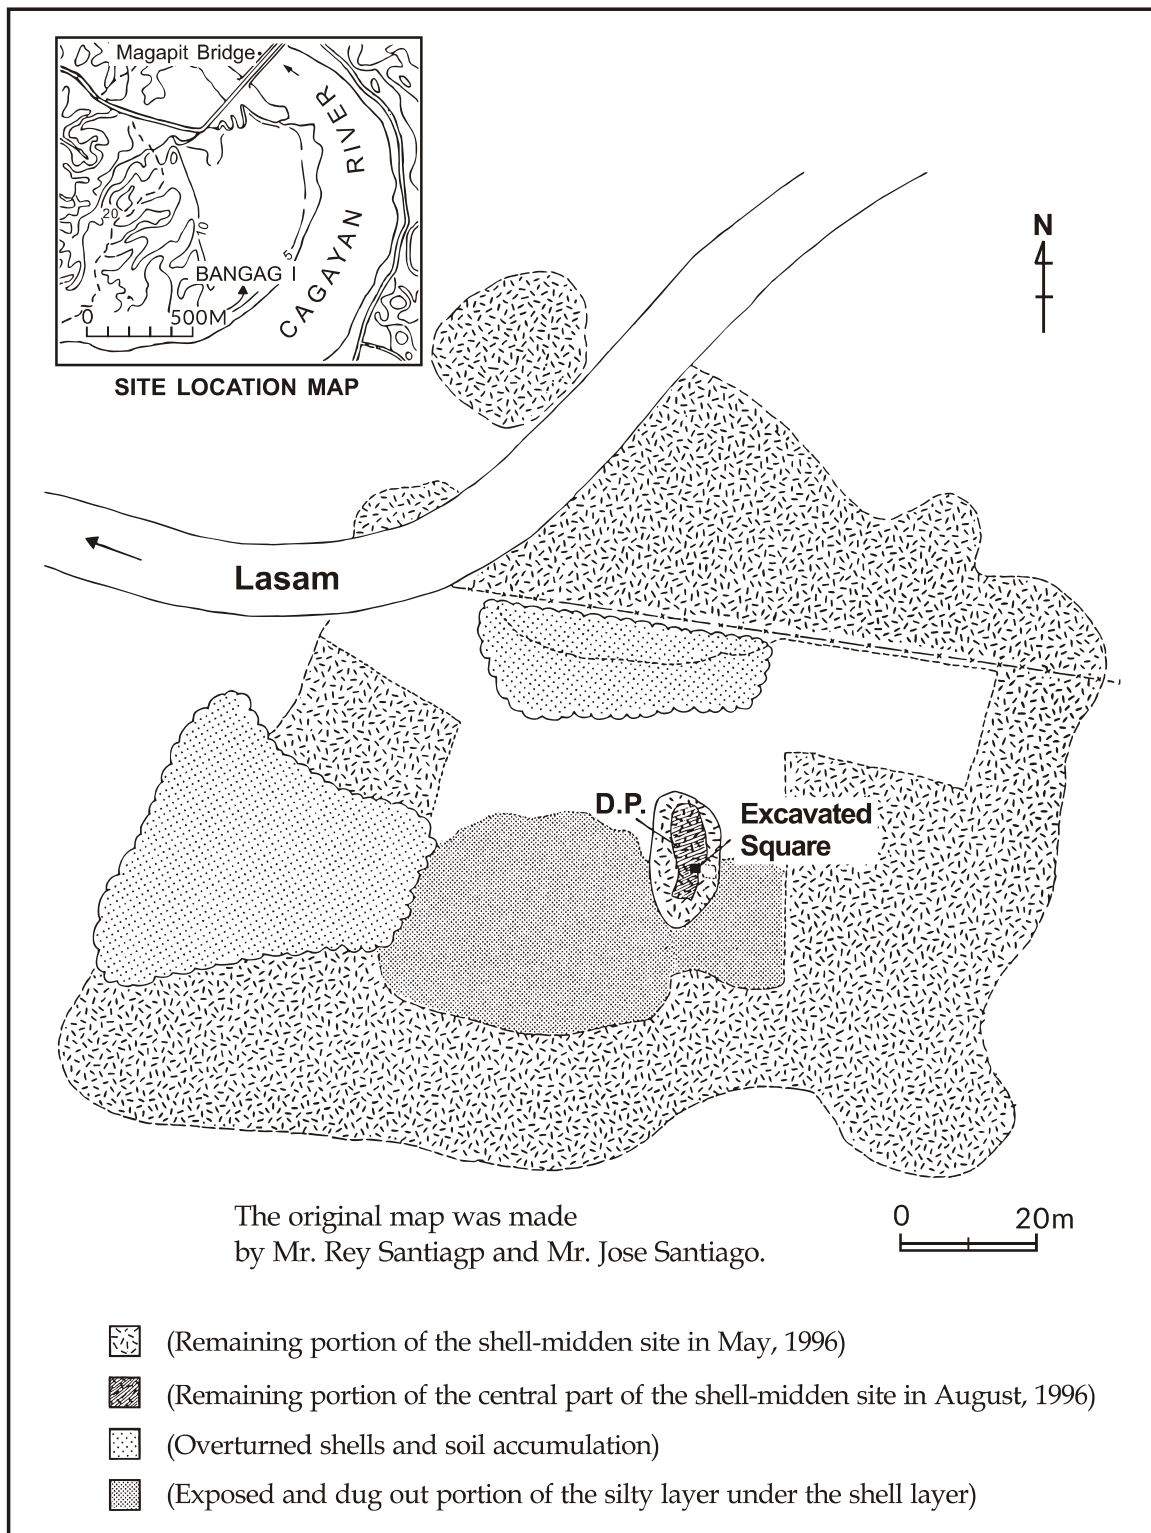 Magapit Bridge
CAGAYAN RIVER
20
10
5
BANGAG I
0 500M
SITE LOCATION MAP
N
Lasam
D.P.
Excavated
Square
The original map was made
by Mr. Rey Santiagp and Mr. Jose Santiago.
0 20m
(Remaining portion of the shell-midden site in May, 1996)
(Remaining portion of the central part of the shell-midden site in August, 1996)
(Overturned shells and soil accumulation)
(Exposed and dug out portion of the silty layer under the shell layer)